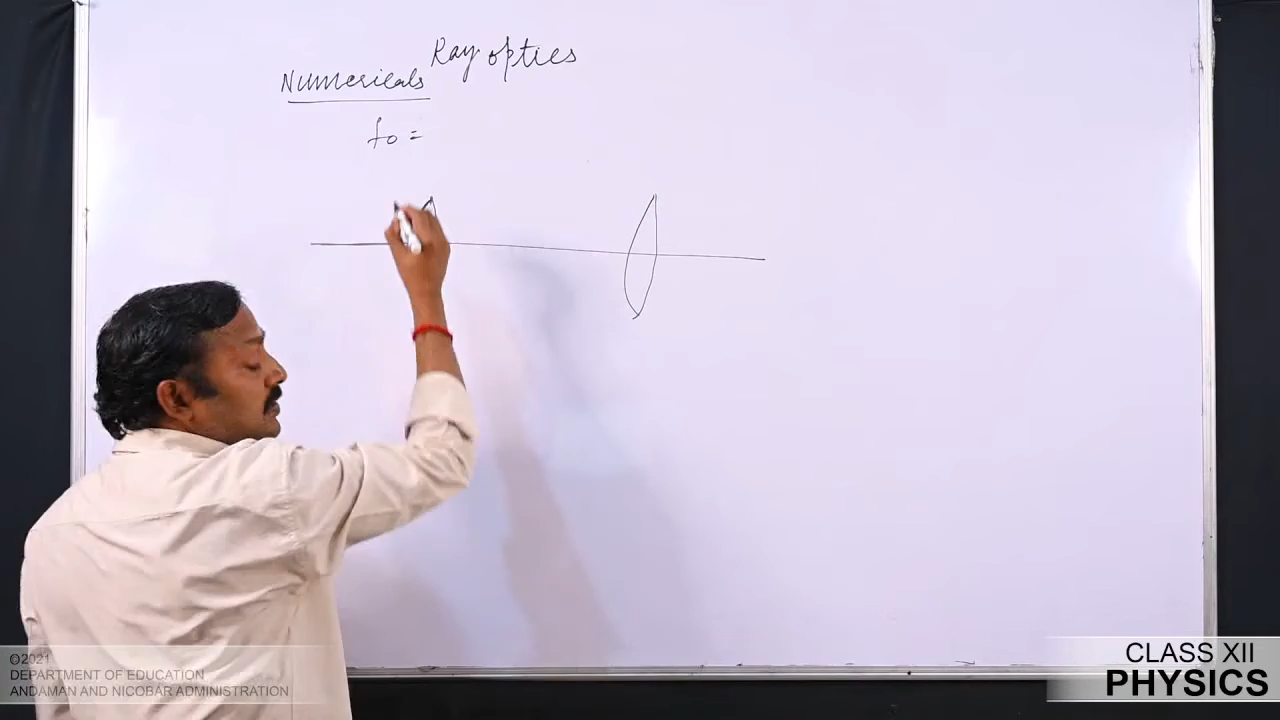 Ray optics
Numericals
fo =
©2021
DEPARTMENT OF EDUCATION
ANDAMAN AND NICOBAR ADMINISTRATION
CLASS XII
PHYSICS